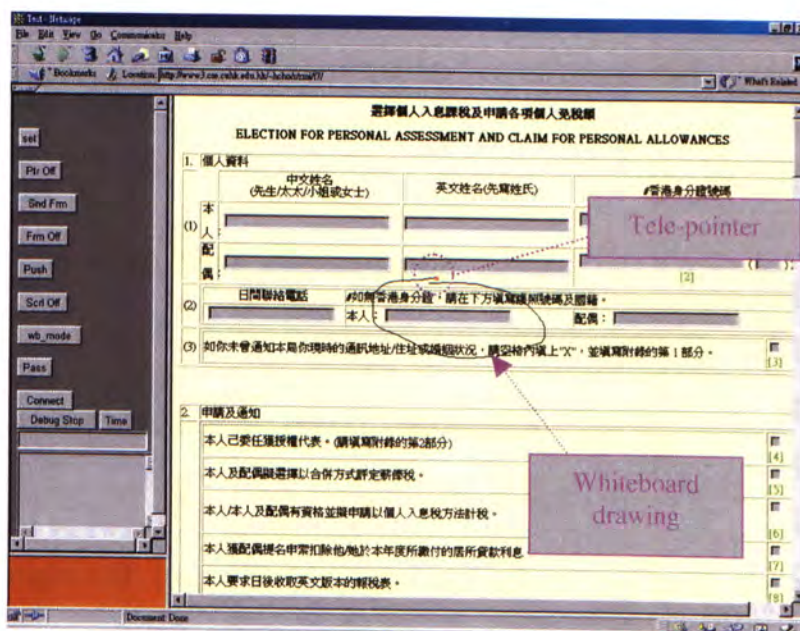 Test - Netscape
File Edit View Go Communicator Help
Bookmarks Location: What's Related
選擇個人入息課稅及申請各項個人免稅額
ELECTION FOR PERSONAL ASSESSMENT AND CLAIM FOR PERSONAL ALLOWANCES
set
Ptr Off
Snd Frm
Frm Off
Push
Scrl Off
wb_mode
Pass
Connect
Debug Stop Time
1. 個人資料
中文姓名
(先生/太太/小姐或女士)
英文姓名(先寫姓氏)
#香港身分證號碼
(1) 本人：
配偶：
[2]
Tele-pointer
(2) 日間聯絡電話 #如無香港身分證，請在下方填寫護照號碼及國籍。
本人： 配偶：
(3) 如你未曾通知本局你現時的通訊地址/住址或婚姻狀況，請空格內填上"X"，並填寫附錄的第1部分。
[3]
2. 申請及通知
本人已委任獲授權代表。(請填寫附錄的第2部分)
[4]
本人及配偶擬選擇以合併方式評定薪俸稅。
[5]
本人/本人及配偶有資格並擬申請以個人入息稅方法計稅。
[6]
本人獲配偶提名申索扣除他/她於本年度所繳付的居所貸款利息
[7]
本人要求日後收取英文版本的報稅表。
[8]
Whiteboard
drawing
Document: Done